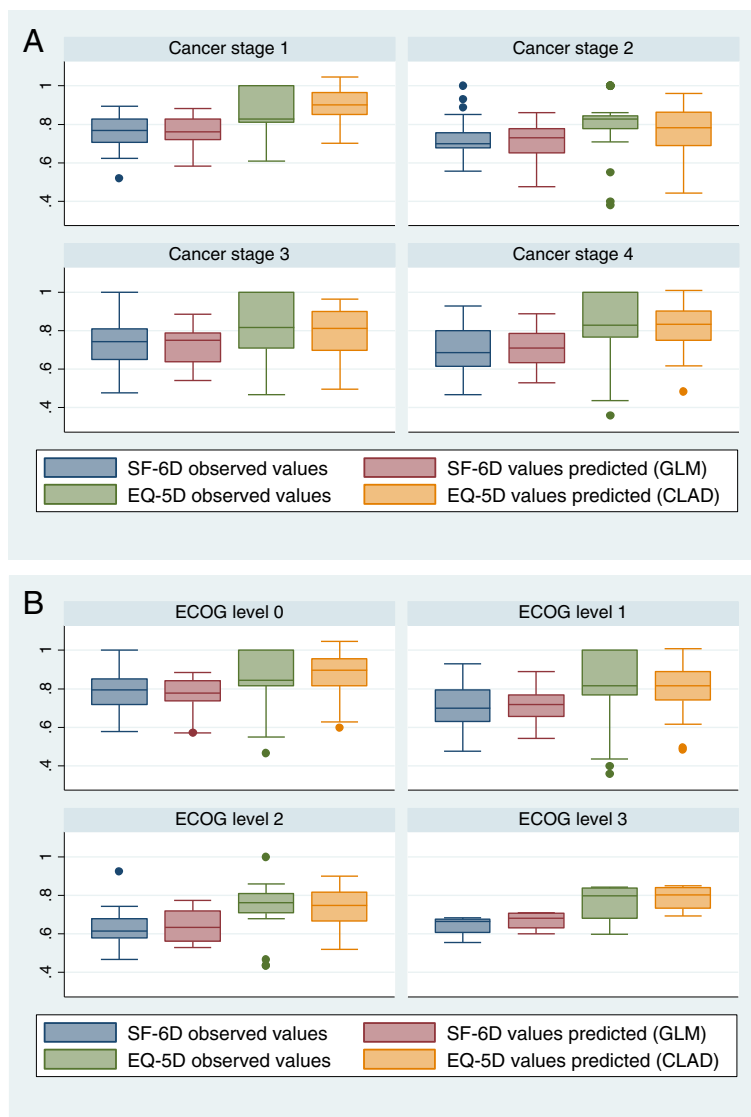 A
Cancer stage 1
Cancer stage 2
1
.8
.6
.4
Cancer stage 3
Cancer stage 4
1
.8
.6
.4
SF-6D observed values
SF-6D values predicted (GLM)
EQ-5D observed values
EQ-5D values predicted (CLAD)
B
ECOG level 0
ECOG level 1
1
.8
.6
.4
ECOG level 2
ECOG level 3
1
.8
.6
.4
SF-6D observed values
SF-6D values predicted (GLM)
EQ-5D observed values
EQ-5D values predicted (CLAD)